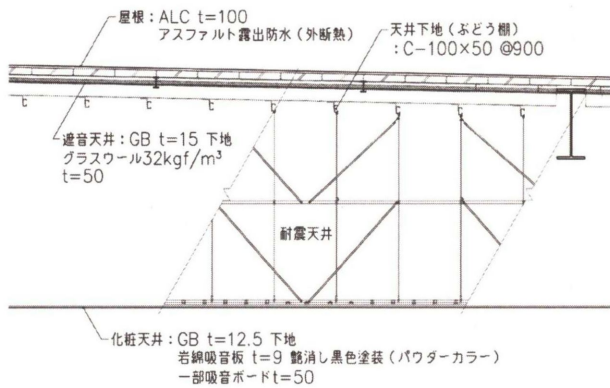 屋根：ALC t=100
アスファルト露出防水（外断熱）
天井下地（ぶどう棚）
：C-100×50 @900
遮音天井：GB t=15 下地
グラスウール32kgf/m³
t=50
耐震天井
化粧天井：GB t=12.5 下地
岩綿吸音板 t=9 艶消し黒色塗装（パウダーカラー）
一部吸音ボードt=50